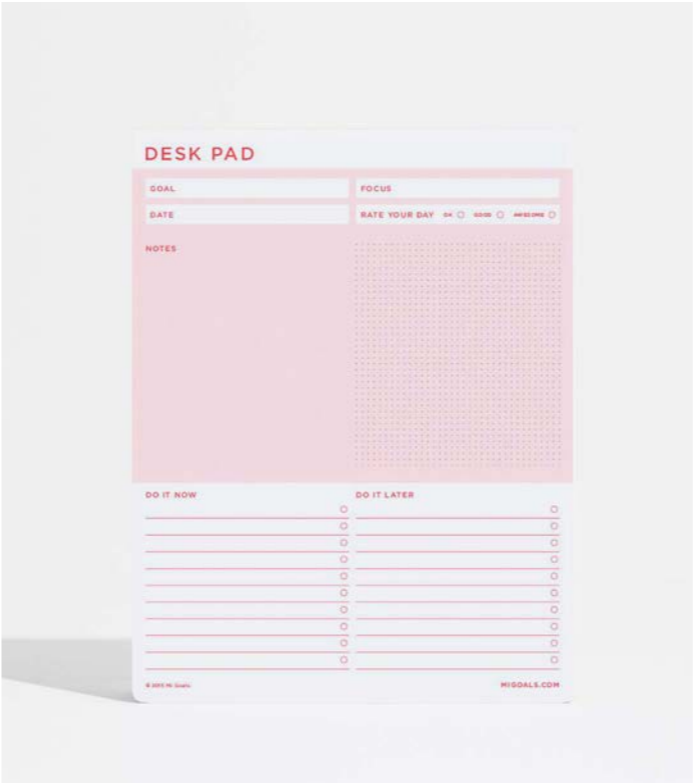 DESK PAD
GOAL
FOCUS
DATE
RATE YOUR DAY OK GOOD AWESOME
NOTES
DO IT NOW
DO IT LATER
MIGOALS.COM